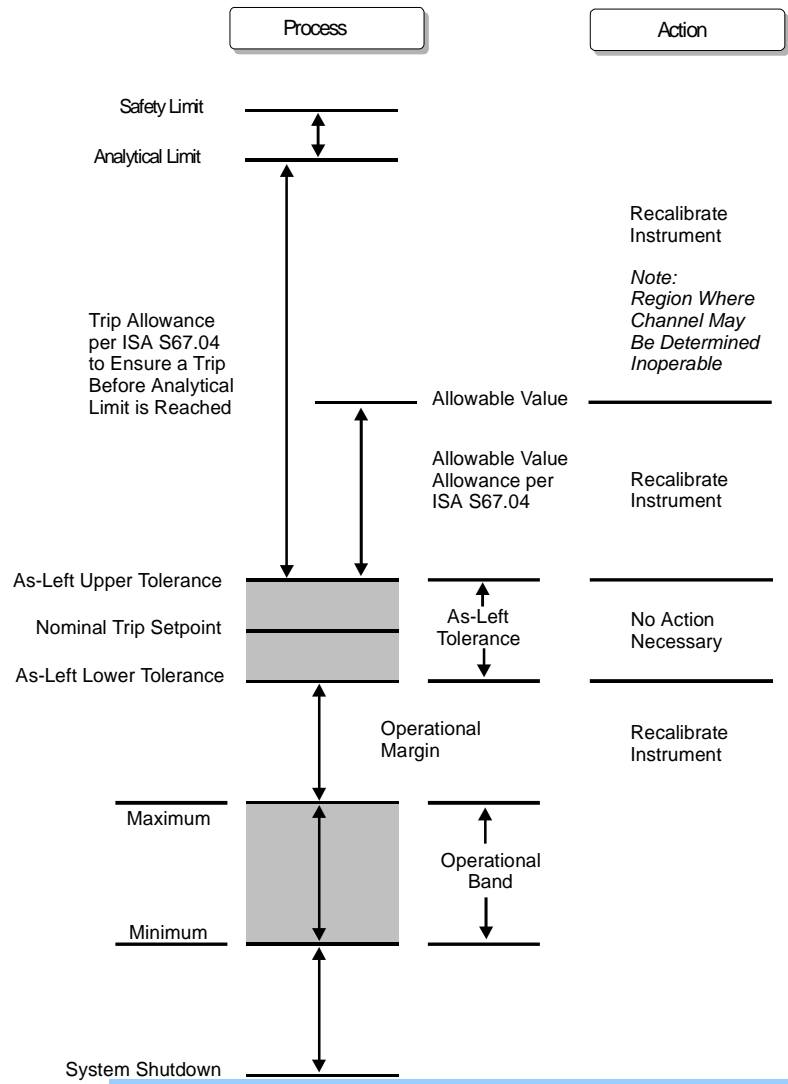 Process
Action
Safety Limit
Analytical Limit
Recalibrate
Instrument
Note:
Region Where
Channel May
Be Determined
Inoperable
Trip Allowance
per ISA S67.04
to Ensure a Trip
Before Analytical
Limit is Reached
Allowable Value
Allowable Value
Allowance per
ISA S67.04
Recalibrate
Instrument
As-Left Upper Tolerance
Nominal Trip Setpoint
As-Left Lower Tolerance
As-Left
Tolerance
No Action
Necessary
Operational
Margin
Recalibrate
Instrument
Maximum
Operational
Band
Minimum
System Shutdown